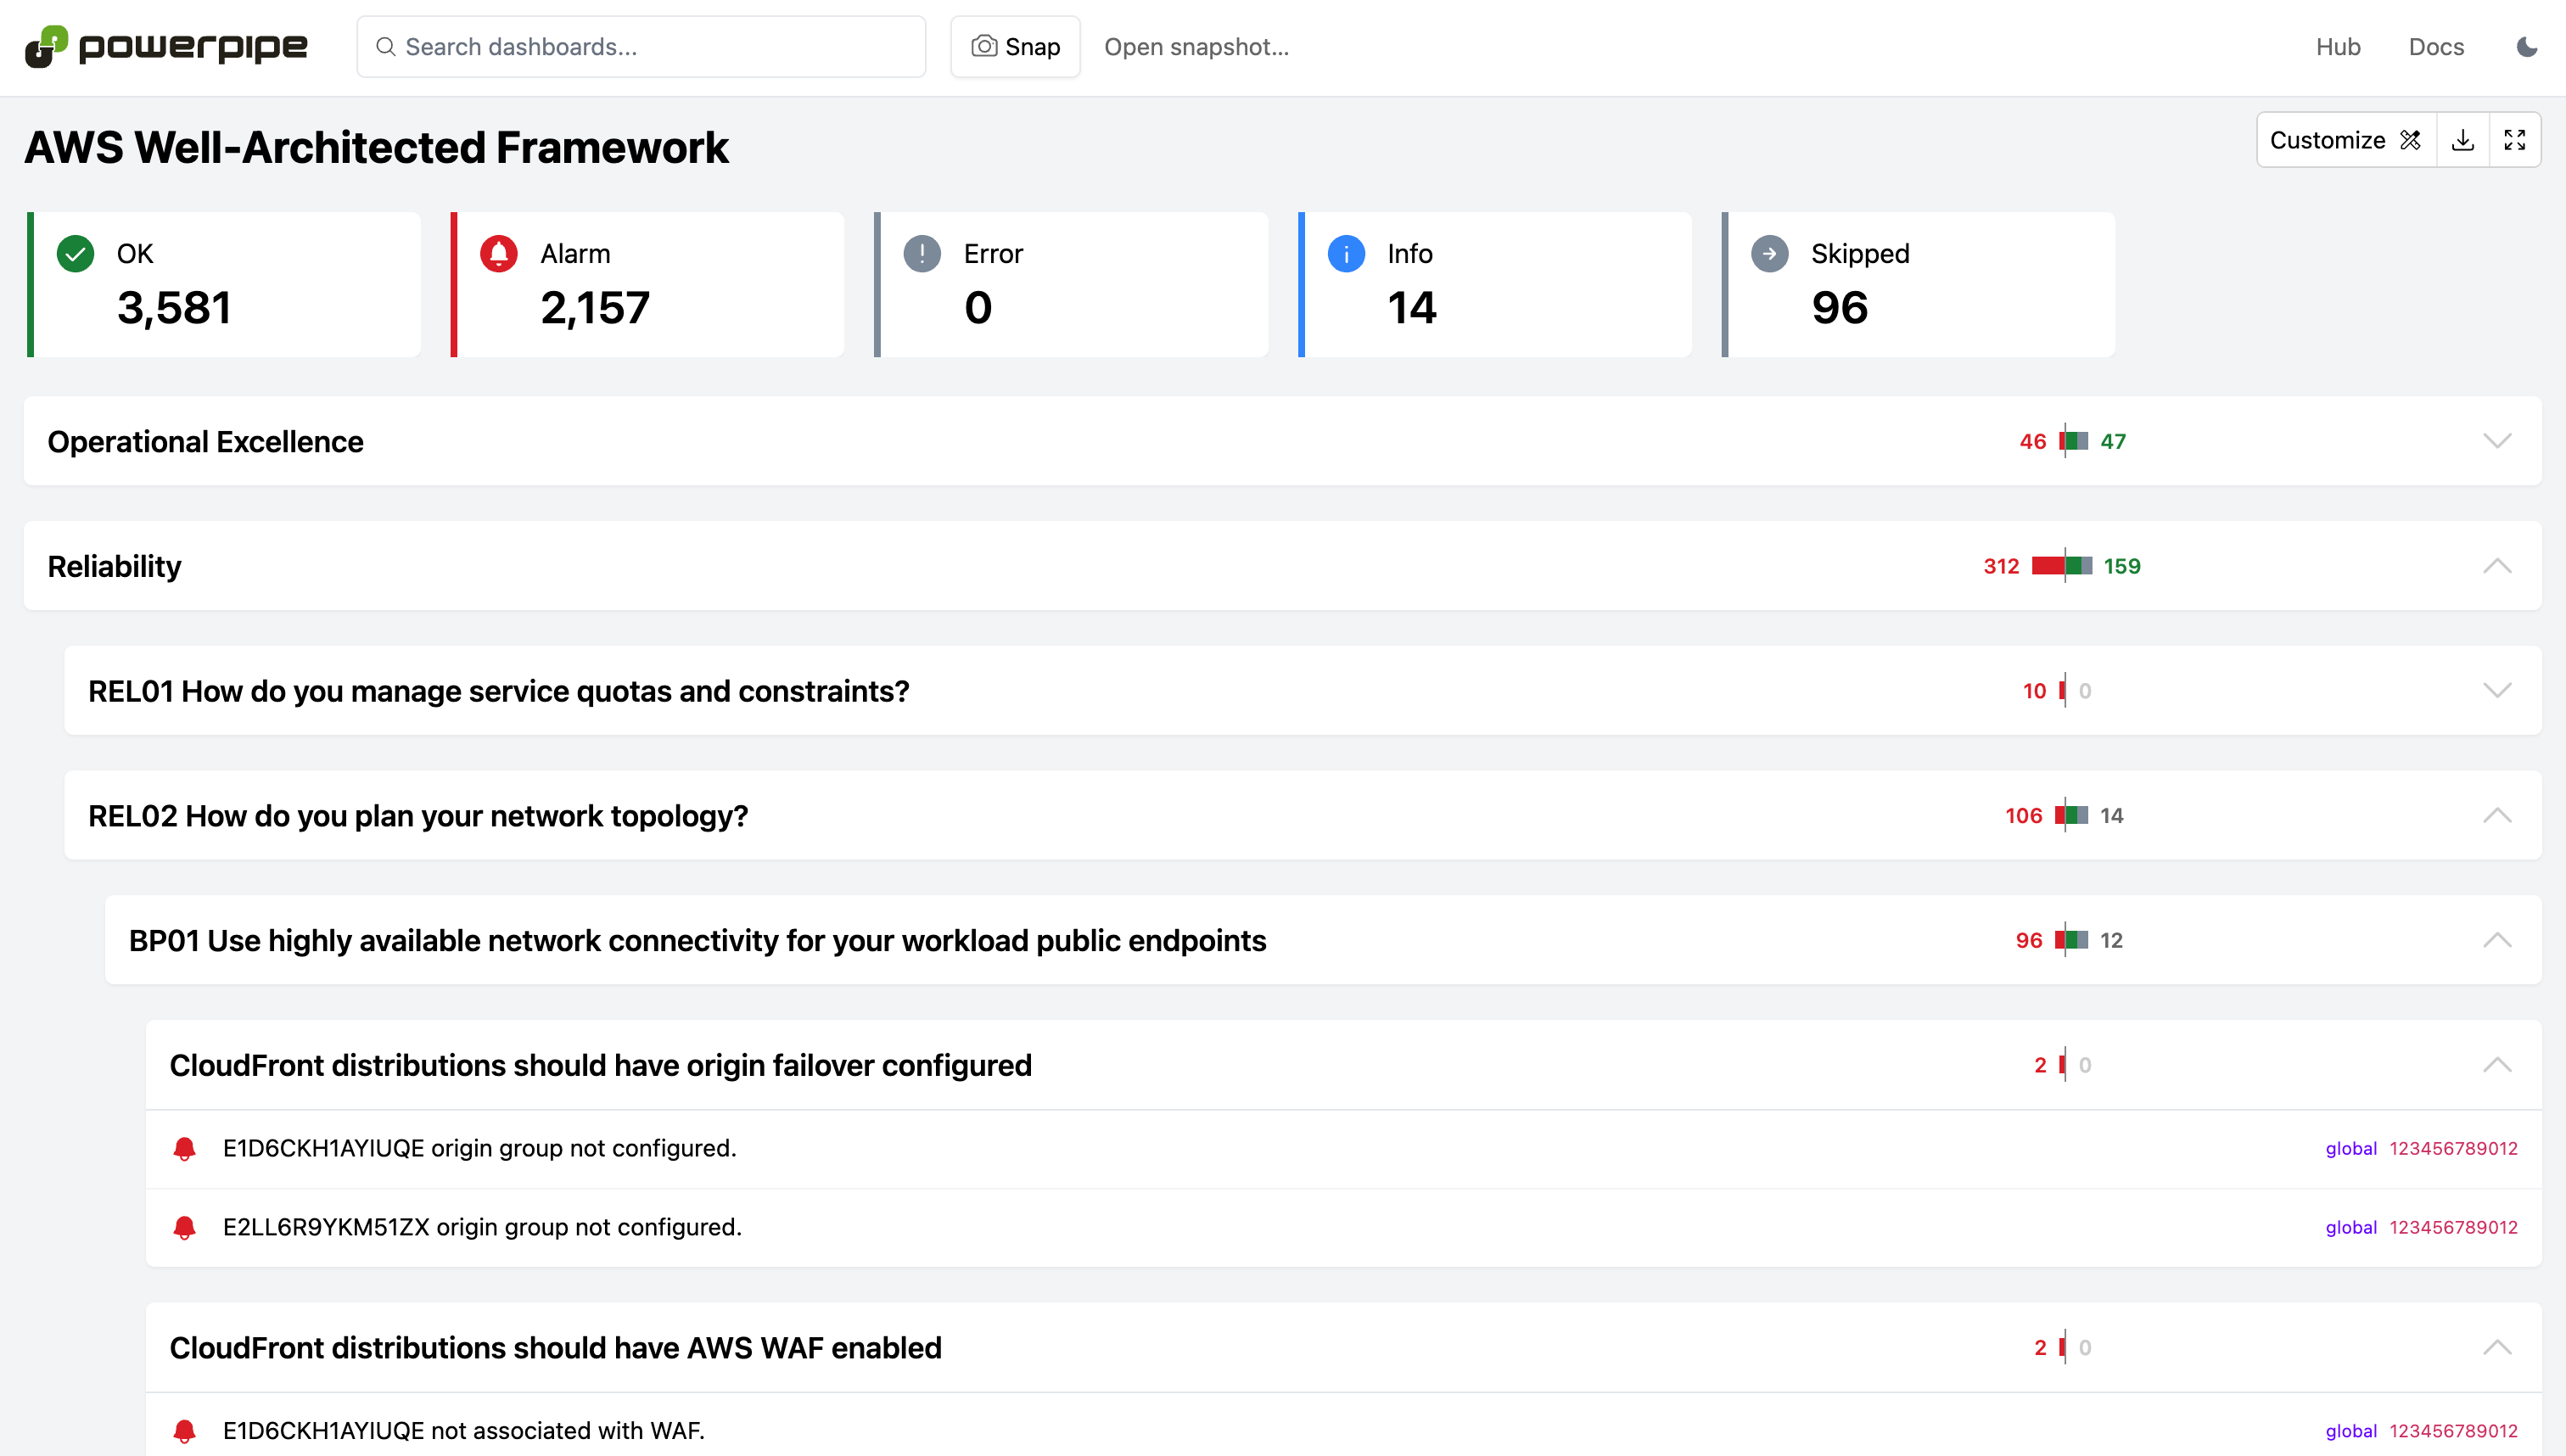 powerpipe
Search dashboards...
Snap
Open snapshot...
Hub
Docs
AWS Well-Architected Framework
Customize
OK
3,581
Alarm
2,157
Error
0
Info
14
Skipped
96
Operational Excellence
46 47
Reliability
312 159
REL01 How do you manage service quotas and constraints?
10 0
REL02 How do you plan your network topology?
106 14
BP01 Use highly available network connectivity for your workload public endpoints
96 12
CloudFront distributions should have origin failover configured
2 0
E1D6CKH1AYIUQE origin group not configured.
global 123456789012
E2LL6R9YKM51ZX origin group not configured.
global 123456789012
CloudFront distributions should have AWS WAF enabled
2 0
E1D6CKH1AYIUQE not associated with WAF.
global 123456789012